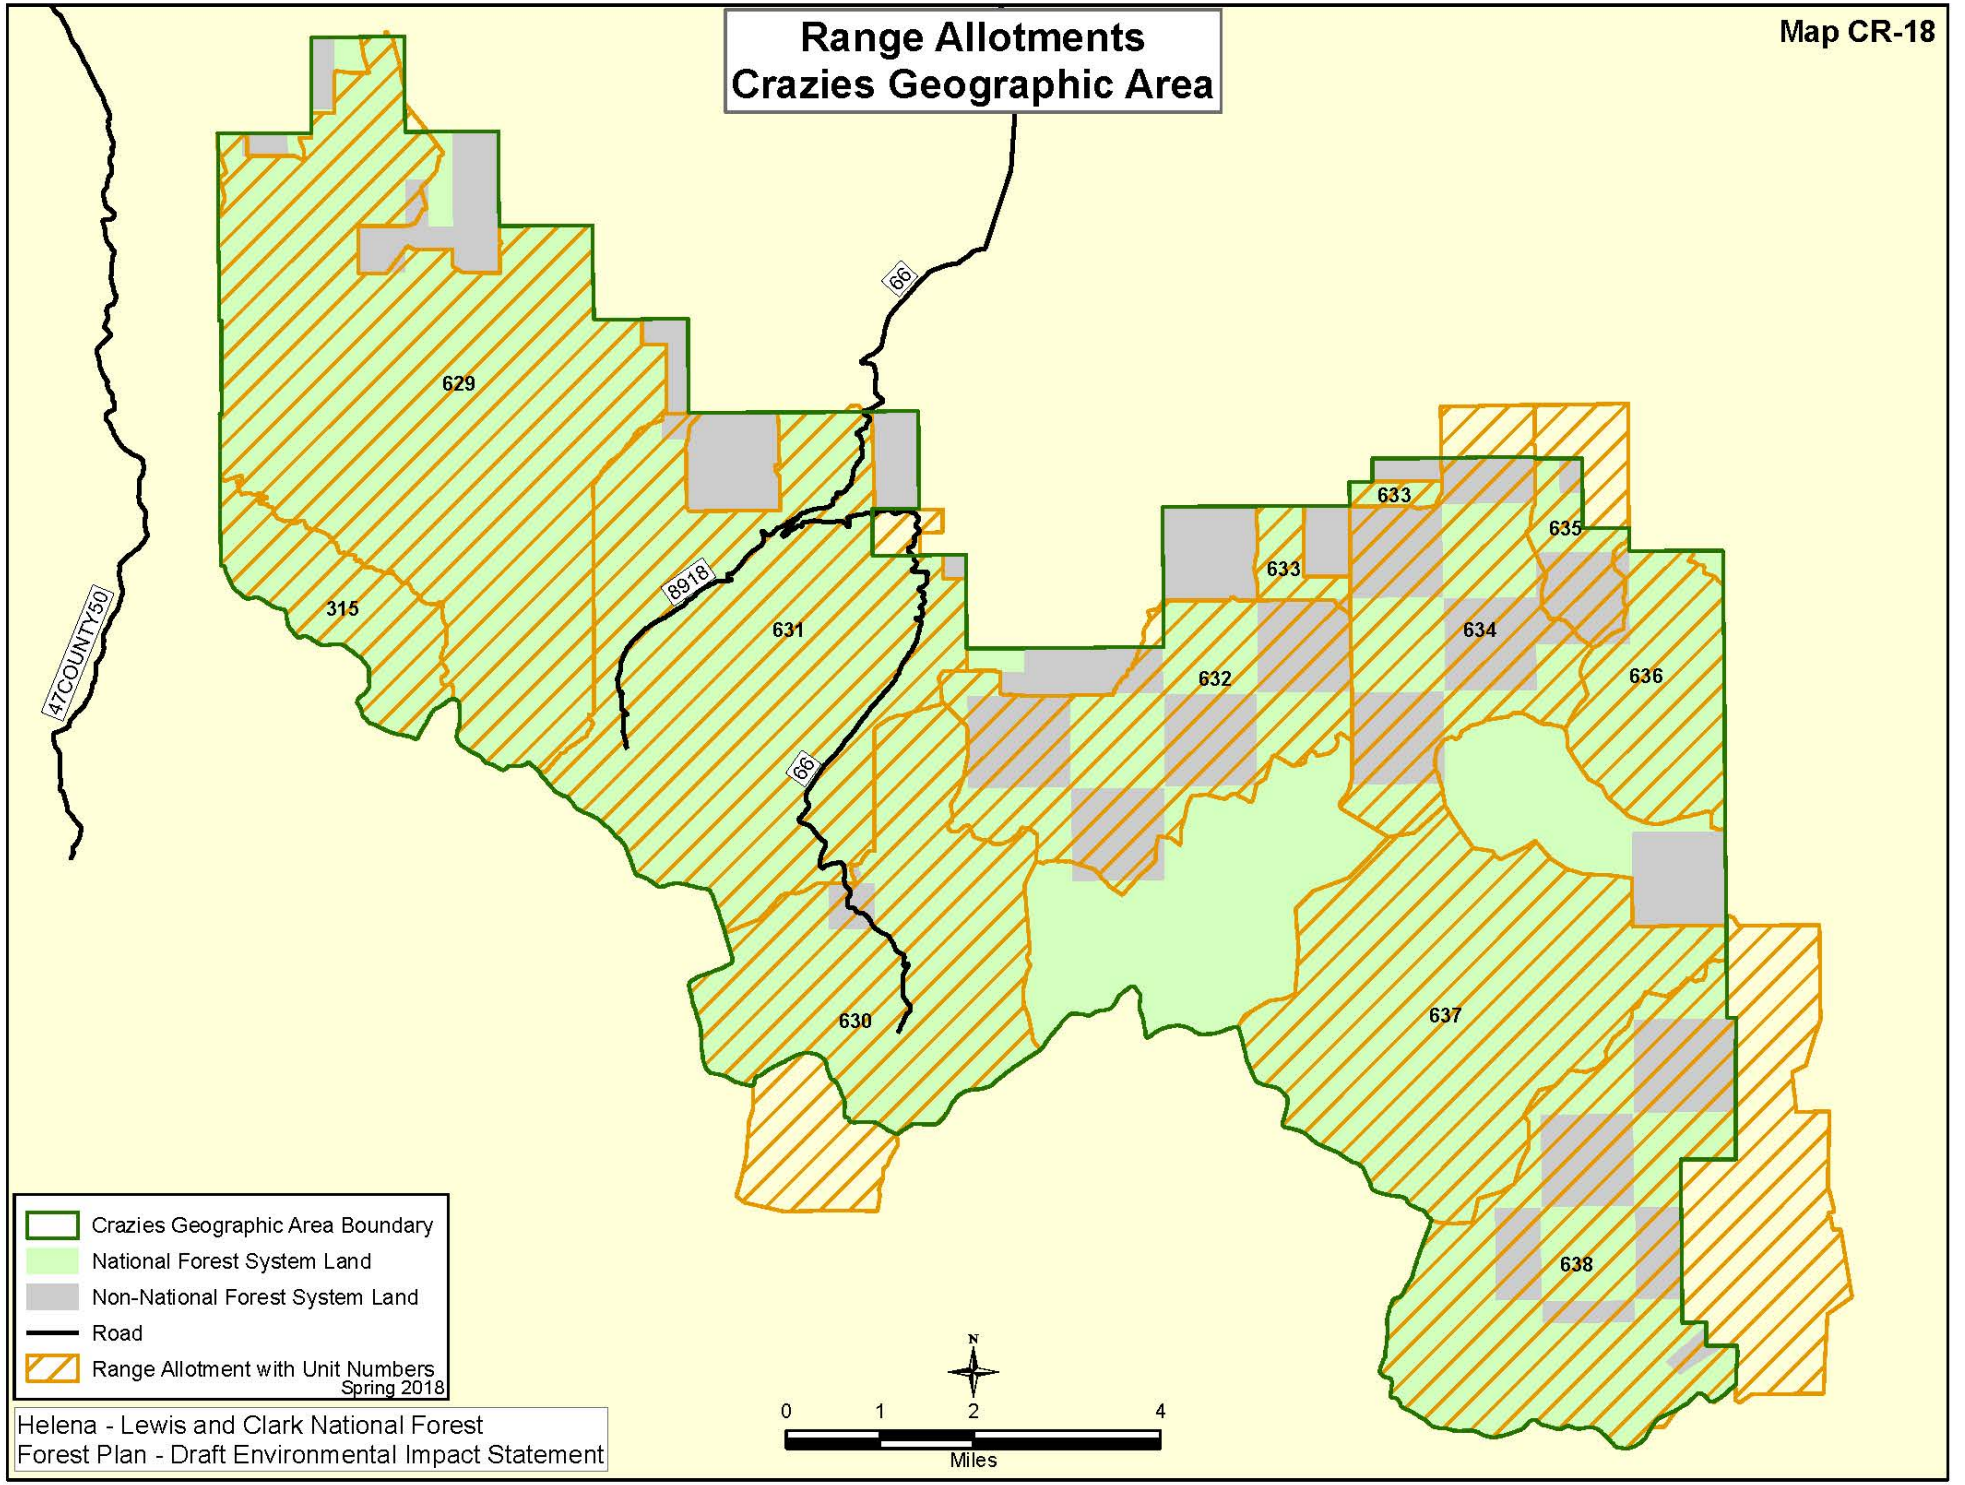 Range Allotments
Crazies Geographic Area
Map CR-18
66
629
633
635
633
8918
315
631
634
47COUNTY50
632
636
66
637
630
638
Crazies Geographic Area Boundary
National Forest System Land
Non-National Forest System Land
Road
Range Allotment with Unit Numbers
Spring 2018
N
0 1 2 4
Miles
Helena - Lewis and Clark National Forest
Forest Plan - Draft Environmental Impact Statement